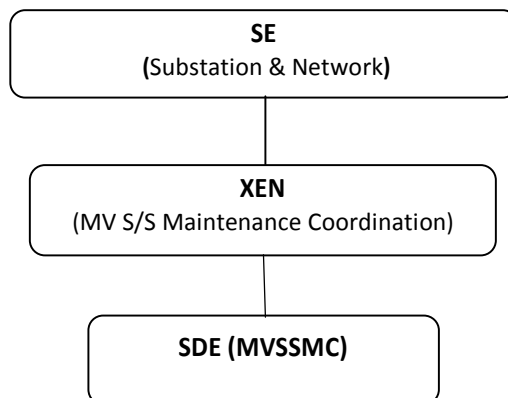 SE
(Substation & Network)
XEN
(MV S/S Maintenance Coordination)
SDE (MVSSMC)